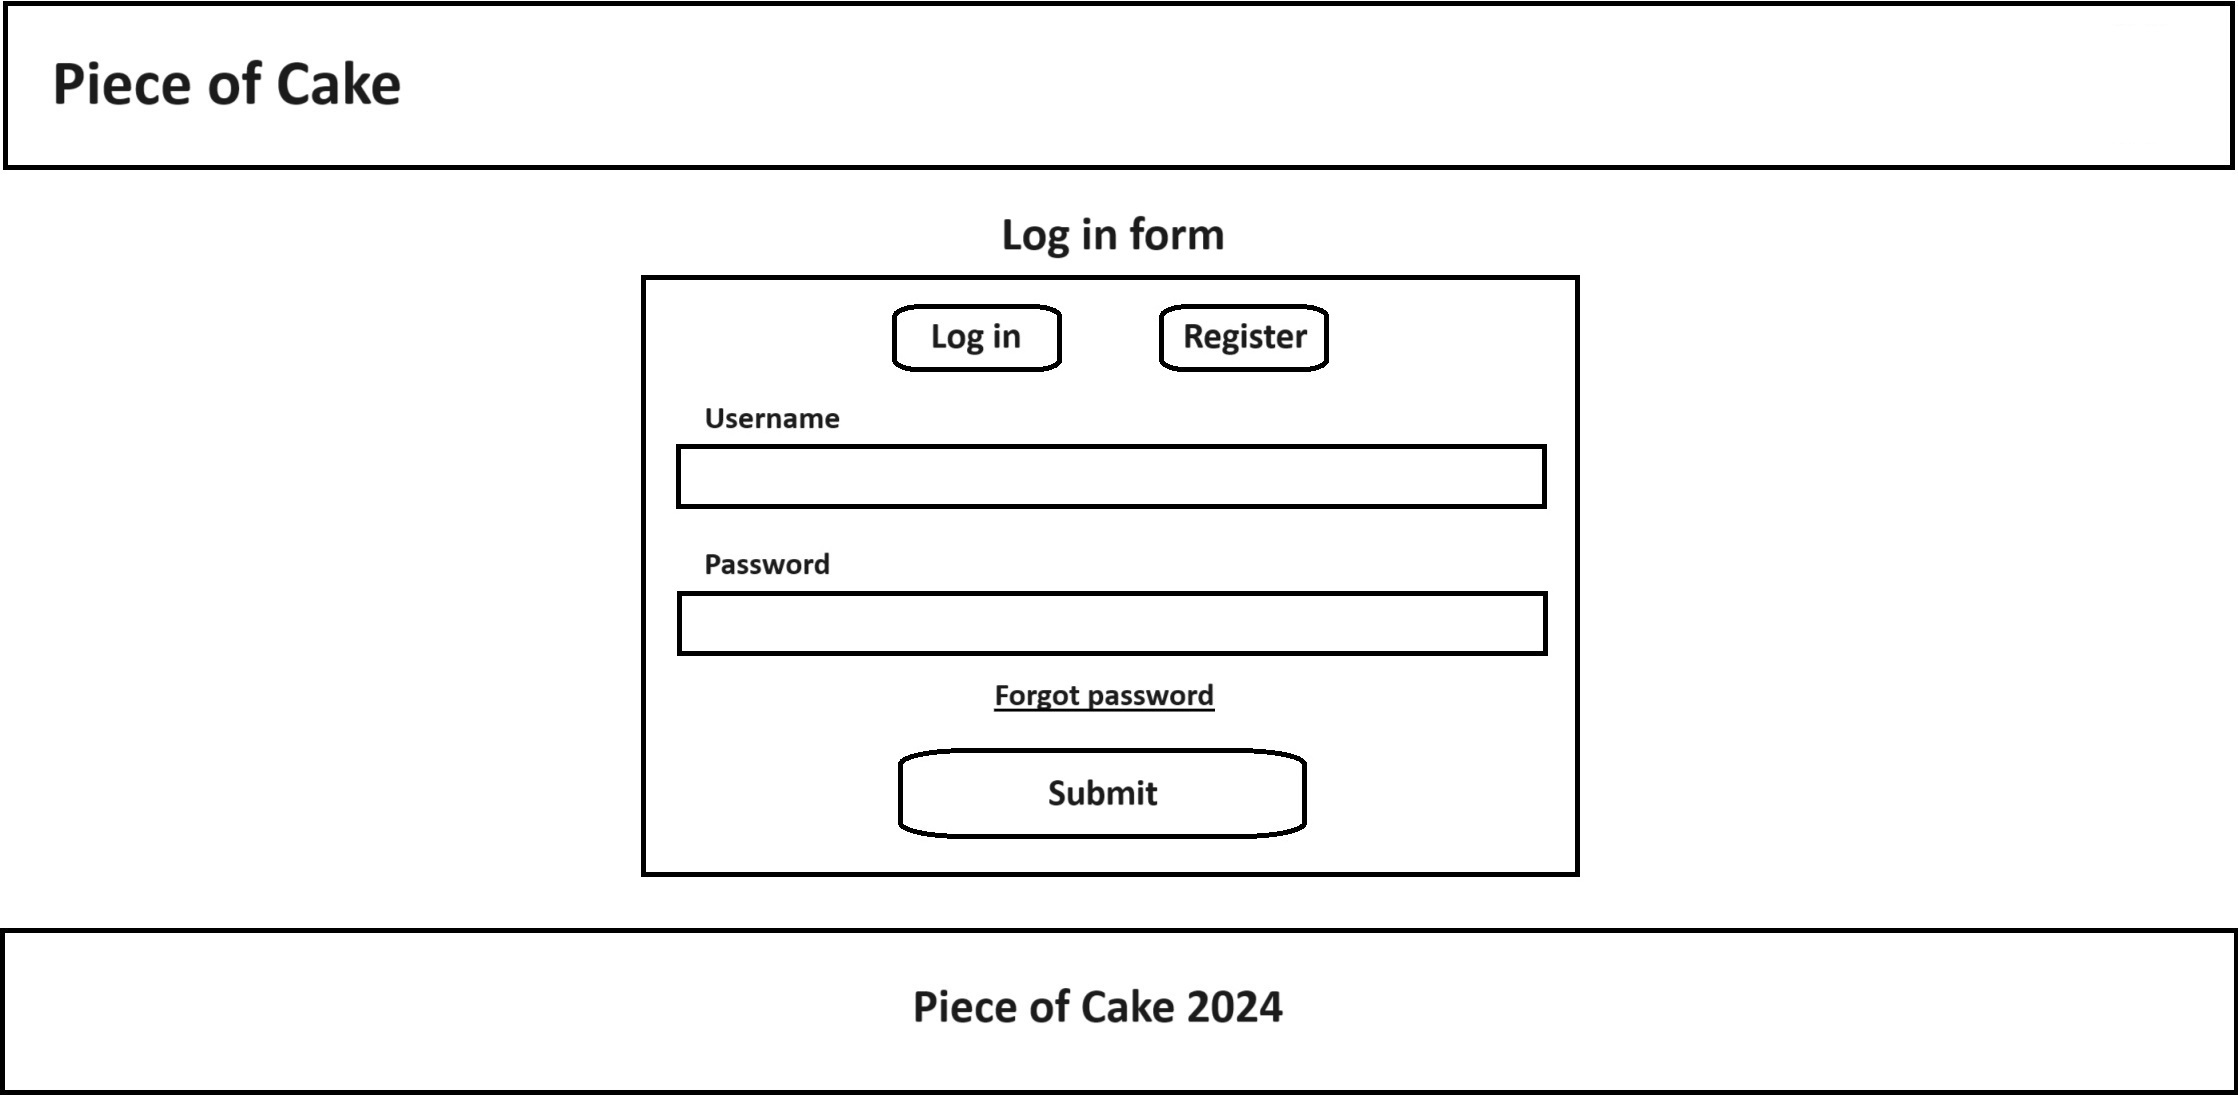 Piece of Cake
Log in form
Log in
Register
Username
Password
Forgot password
Submit
Piece of Cake 2024